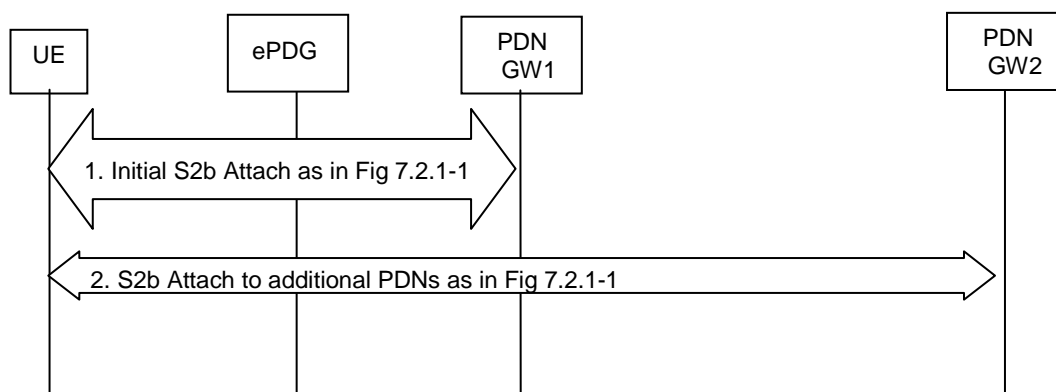 UE
ePDG
PDN
GW1
PDN
GW2
1. Initial S2b Attach as in Fig 7.2.1-1
2. S2b Attach to additional PDNs as in Fig 7.2.1-1